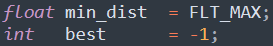 float min_dist  = FLT_MAX;
int   best      = -1;